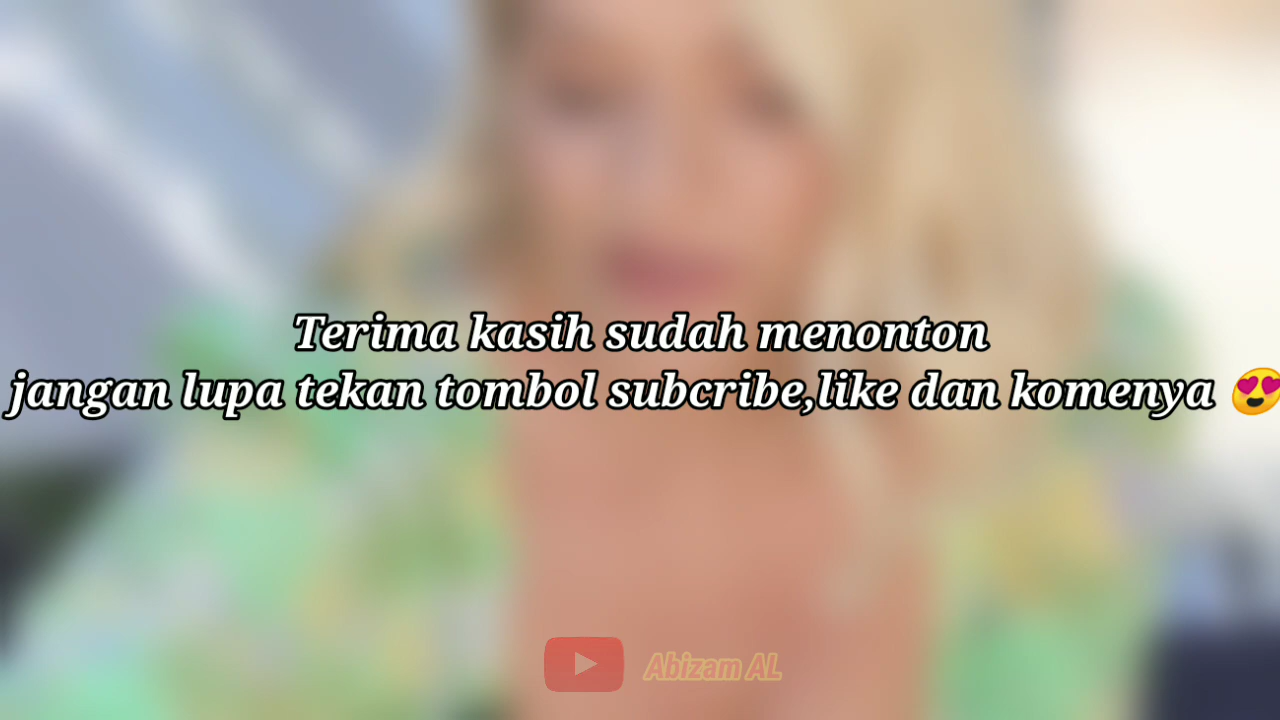 Terima kasih sudah menonton
jangan lupa tekan tombol subcribe,like dan komenya 😍
Abizam AL